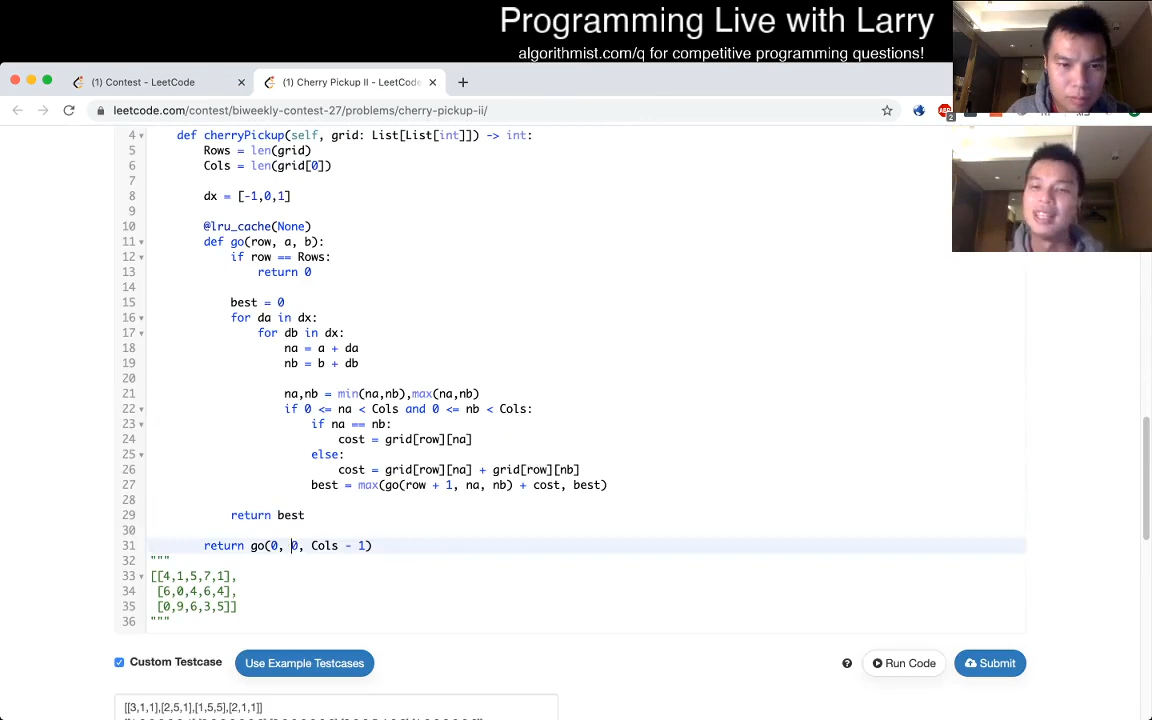 Programming Live with Larry
algorithmist.com/q for competitive programming questions!
(1) Contest - LeetCode
(1) Cherry Pickup II - LeetCode
leetcode.com/contest/biweekly-contest-27/problems/cherry-pickup-ii/
4 def cherryPickup(self, grid: List[List[int]]) -> int:
5 Rows = len(grid)
6 Cols = len(grid[0])
7
8 dx = [-1,0,1]
9
10 @lru_cache(None)
11 def go(row, a, b):
12 if row == Rows:
13 return 0
14
15 best = 0
16 for da in dx:
17 for db in dx:
18 na = a + da
19 nb = b + db
20
21 na,nb = min(na,nb),max(na,nb)
22 if 0 <= na < Cols and 0 <= nb < Cols:
23 if na == nb:
24 cost = grid[row][na]
25 else:
26 cost = grid[row][na] + grid[row][nb]
27 best = max(go(row + 1, na, nb) + cost, best)
28
29 return best
30
31 return go(0, 0, Cols - 1)
32 """
33 [[4,1,5,7,1],
34 [6,0,4,6,4],
35 [0,9,6,3,5]]
36 """
Custom Testcase
Use Example Testcases
Run Code
Submit
[[3,1,1],[2,5,1],[1,5,5],[2,1,1]]